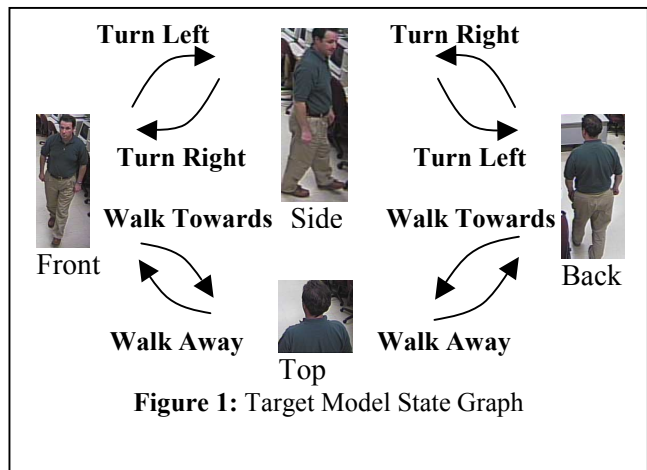 Turn Left Turn Right
Turn Right Turn Left
Walk Towards Side Walk Towards
Front Back
Walk Away Top Walk Away
Figure 1: Target Model State Graph